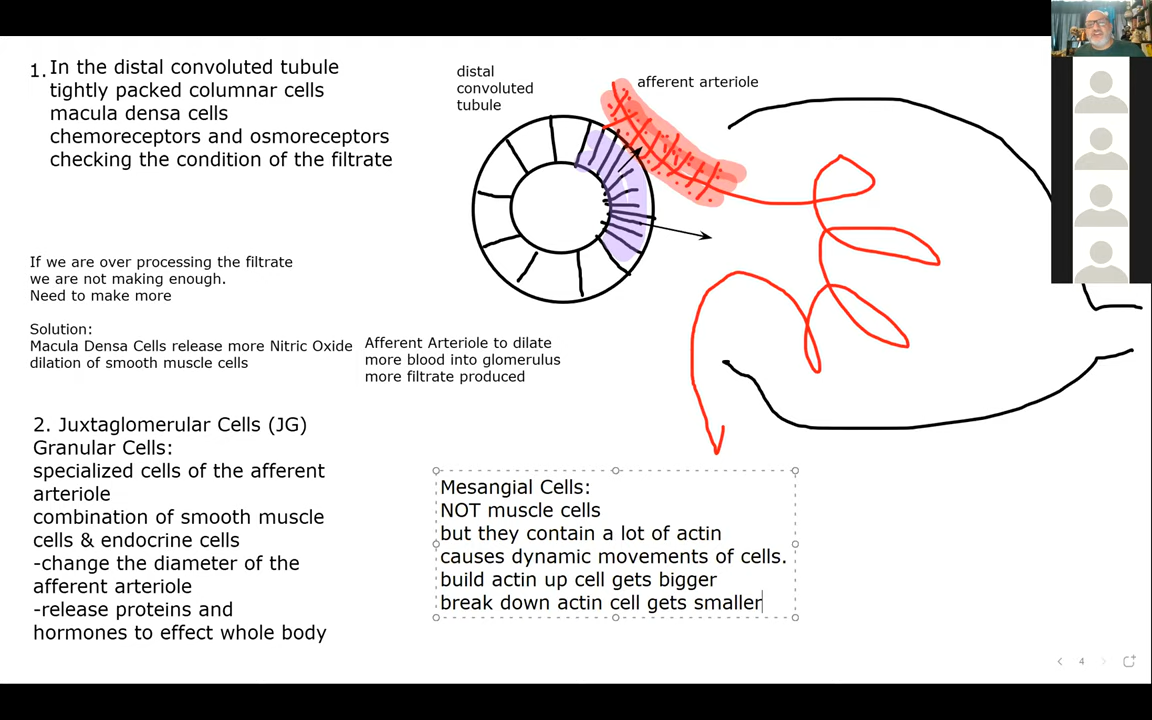 1. In the distal convoluted tubule
tightly packed columnar cells
macula densa cells
chemoreceptors and osmoreceptors
checking the condition of the filtrate
distal
convoluted
tubule
afferent arteriole
If we are over processing the filtrate
we are not making enough.
Need to make more
Solution:
Macula Densa Cells release more Nitric Oxide
dilation of smooth muscle cells
Afferent Arteriole to dilate
more blood into glomerulus
more filtrate produced
2. Juxtaglomerular Cells (JG)
Granular Cells:
specialized cells of the afferent
arteriole
combination of smooth muscle
cells & endocrine cells
-change the diameter of the
afferent arteriole
-release proteins and
hormones to effect whole body
Mesangial Cells:
NOT muscle cells
but they contain a lot of actin
causes dynamic movements of cells.
build actin up cell gets bigger
break down actin cell gets smaller
4